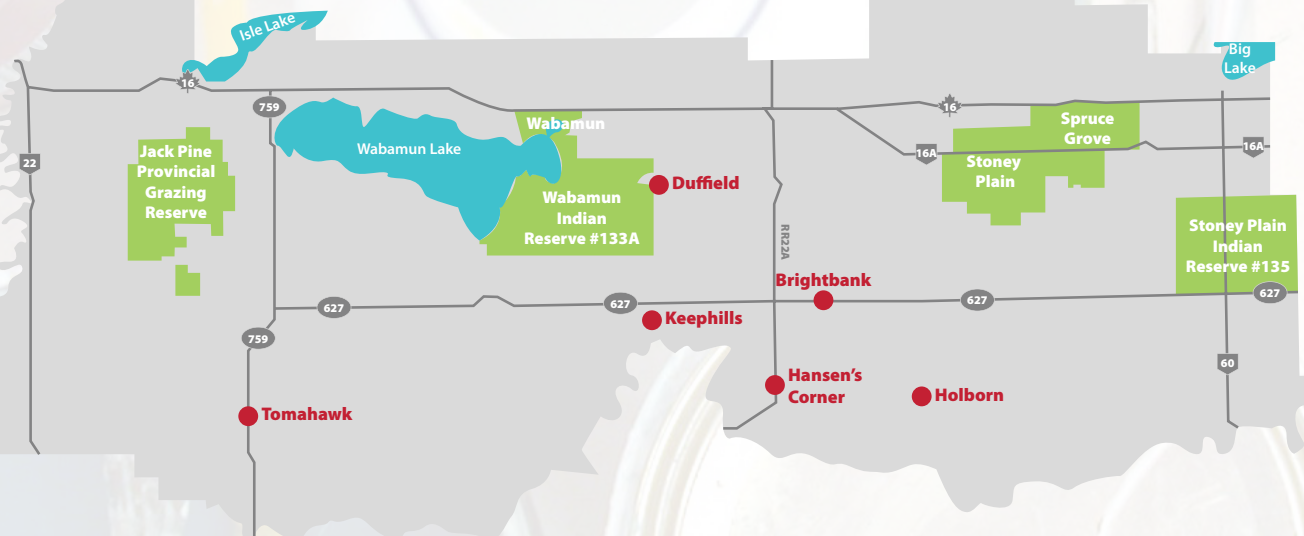 Isle Lake
Big
Lake
16
759
16
Wabamun
Spruce
Grove
Wabamun Lake
16A
16A
22
Jack Pine
Provincial
Grazing
Reserve
Stoney
Plain
Duffield
Wabamun
Indian
Reserve #133A
RR22A
Stoney Plain
Indian
Reserve #135
Brightbank
627
627
627
627
Keephills
759
60
Hansen's
Corner
Holborn
Tomahawk